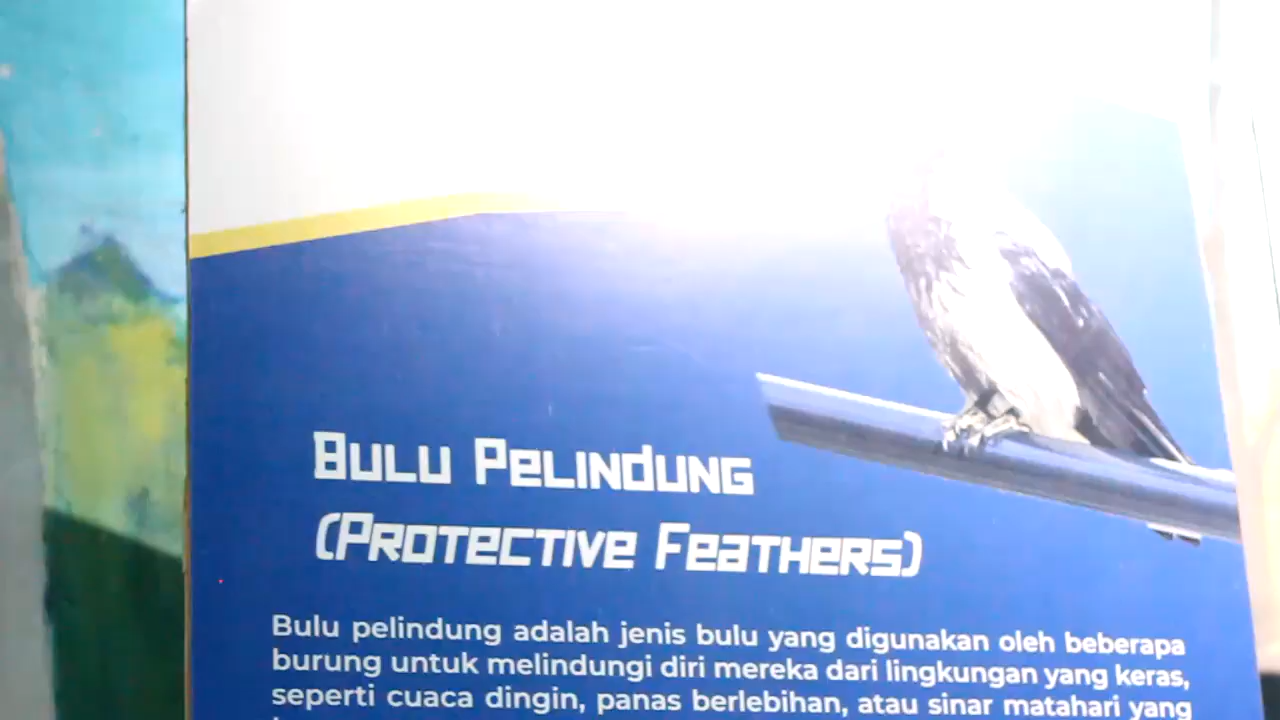 Bulu Pelindung
(Protective Feathers)
Bulu pelindung adalah jenis bulu yang digunakan oleh beberapa
burung untuk melindungi diri mereka dari lingkungan yang keras,
seperti cuaca dingin, panas berlebihan, atau sinar matahari yang